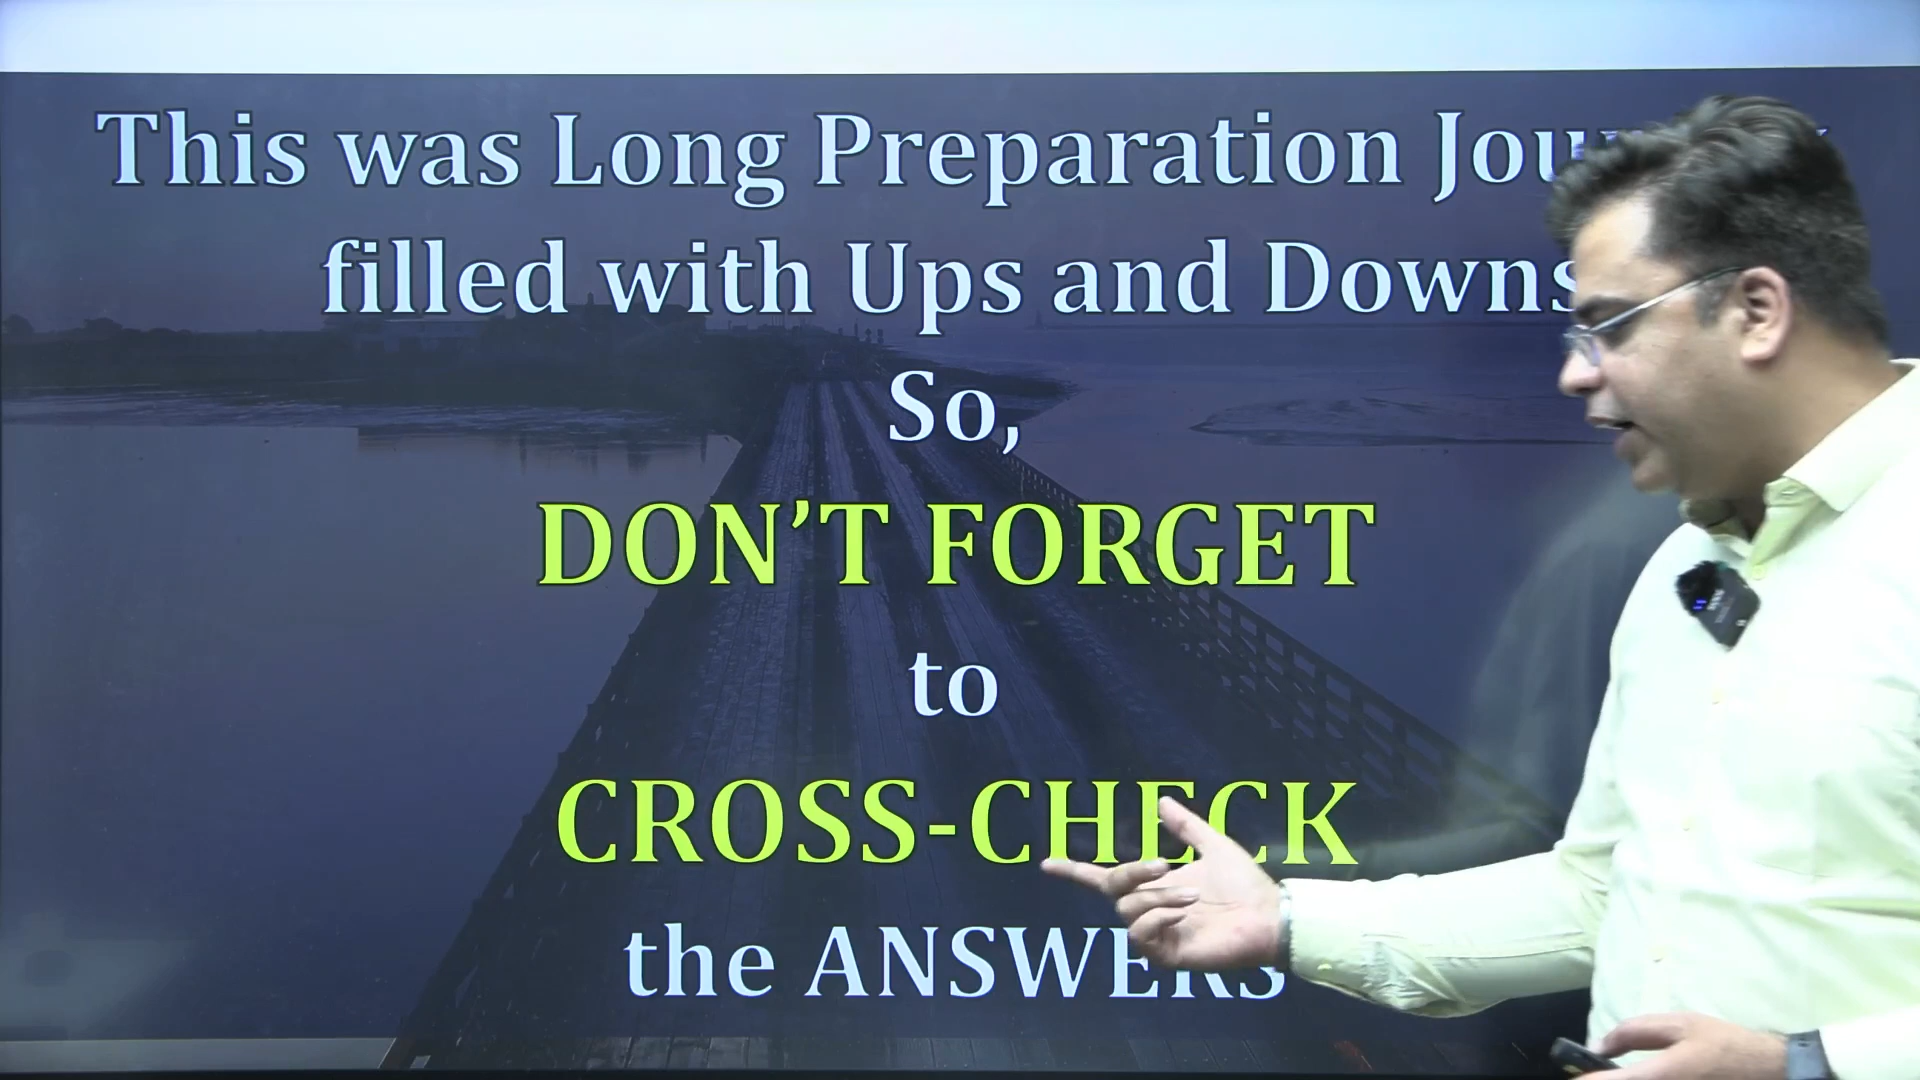 This was Long Preparation
filled with Ups and Downs
So,
DON'T FORGET
to
CROSS-CHECK
the ANSWERS